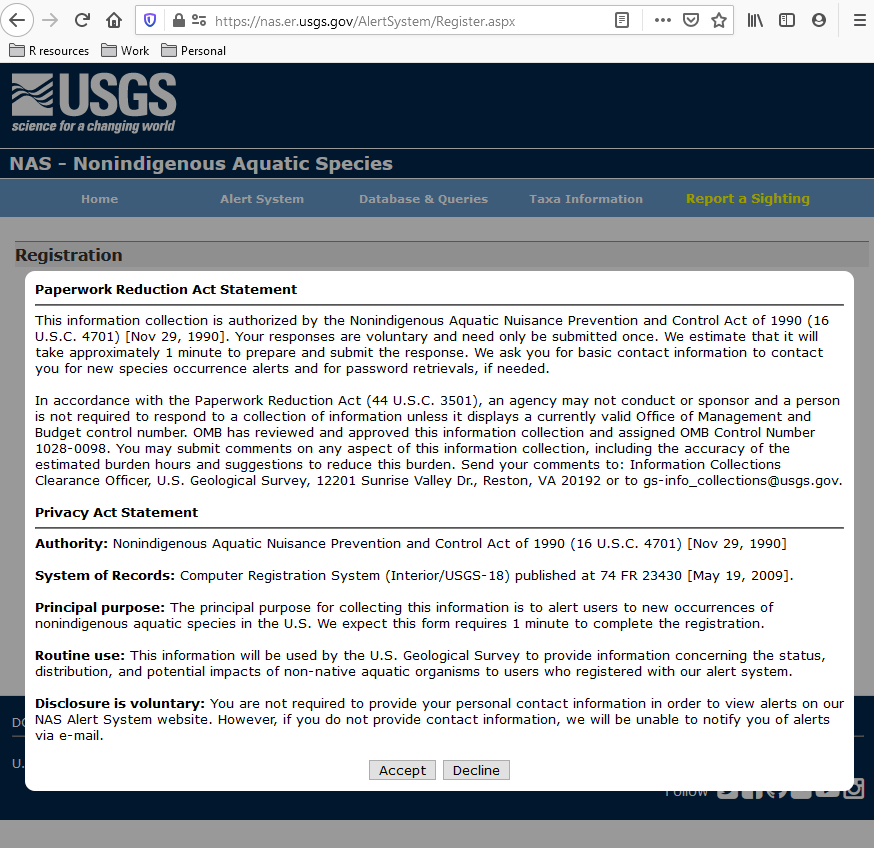 https://nas.er.usgs.gov/AlertSystem/Register.aspx
R resources Work Personal
USGS
science for a changing world
NAS - Nonindigenous Aquatic Species
Home Alert System Database & Queries Taxa Information Report a Sighting
Registration
Paperwork Reduction Act Statement
This information collection is authorized by the Nonindigenous Aquatic Nuisance Prevention and Control Act of 1990 (16
U.S.C. 4701) [Nov 29, 1990]. Your responses are voluntary and need only be submitted once. We estimate that it will
take approximately 1 minute to prepare and submit the response. We ask you for basic contact information to contact
you for new species occurrence alerts and for password retrievals, if needed.
In accordance with the Paperwork Reduction Act (44 U.S.C. 3501), an agency may not conduct or sponsor and a person
is not required to respond to a collection of information unless it displays a currently valid Office of Management and
Budget control number. OMB has reviewed and approved this information collection and assigned OMB Control Number
1028-0098. You may submit comments on any aspect of this information collection, including the accuracy of the
estimated burden hours and suggestions to reduce this burden. Send your comments to: Information Collections
Clearance Officer, U.S. Geological Survey, 12201 Sunrise Valley Dr., Reston, VA 20192 or to gs-info_collections@usgs.gov.
Privacy Act Statement
Authority: Nonindigenous Aquatic Nuisance Prevention and Control Act of 1990 (16 U.S.C. 4701) [Nov 29, 1990]
System of Records: Computer Registration System (Interior/USGS-18) published at 74 FR 23430 [May 19, 2009].
Principal purpose: The principal purpose for collecting this information is to alert users to new occurrences of
nonindigenous aquatic species in the U.S. We expect this form requires 1 minute to complete the registration.
Routine use: This information will be used by the U.S. Geological Survey to provide information concerning the status,
distribution, and potential impacts of non-native aquatic organisms to users who registered with our alert system.
Disclosure is voluntary: You are not required to provide your personal contact information in order to view alerts on our
NAS Alert System website. However, if you do not provide contact information, we will be unable to notify you of alerts
via e-mail.
Accept Decline
U.
Follow